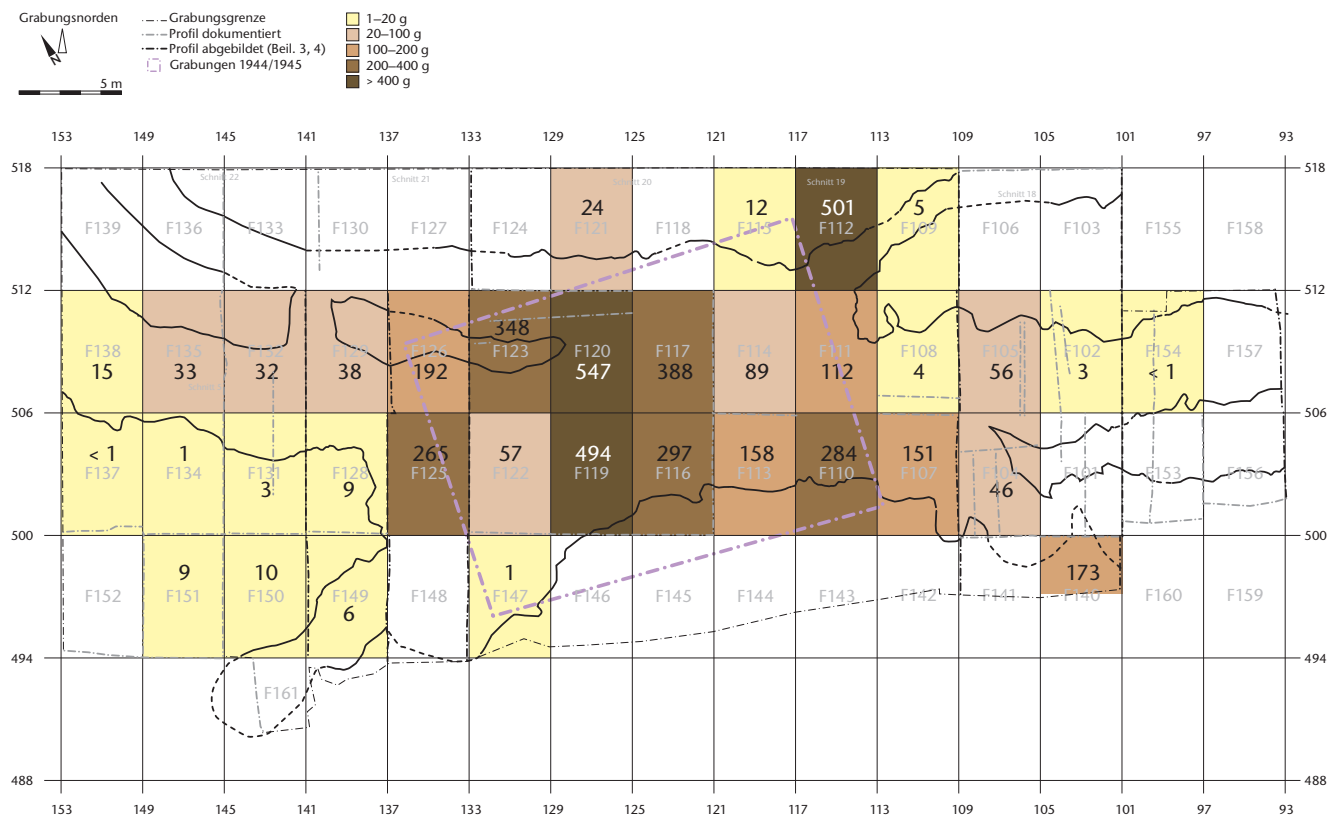 Grabungsnorden
5 m
Grabungsgrenze
Profil dokumentiert
Profil abgebildet (Beil. 3, 4)
Grabungen 1944/1945
1–20 g
20–100 g
100–200 g
200–400 g
> 400 g
153 149 145 141 137 133 129 125 121 117 113 109 105 101 97 93
518 518
Schnitt 22 Schnitt 21 Schnitt 20 Schnitt 19 Schnitt 18
24 12 501 5
F139 F136 F133 F130 F127 F124 F121 F118 F115 F112 F109 F106 F103 F155 F158
512 512
348
F138 F135 F132 F129 F126 F123 F120 F117 F114 F111 F108 F105 F102 F154 F157
15 33 32 38 192 547 388 89 112 4 56 3 < 1
506 506
< 1 1 265 57 494 297 158 284 151
F137 F134 F131 F128 F125 F122 F119 F116 F113 F110 F107 F104 F101 F153 F156
3 9 46
500 500
9 10 1 173
F152 F151 F150 F149 F148 F147 F146 F145 F144 F143 F142 F141 F140 F160 F159
6
494 494
F161
488 488
153 149 145 141 137 133 129 125 121 117 113 109 105 101 97 93